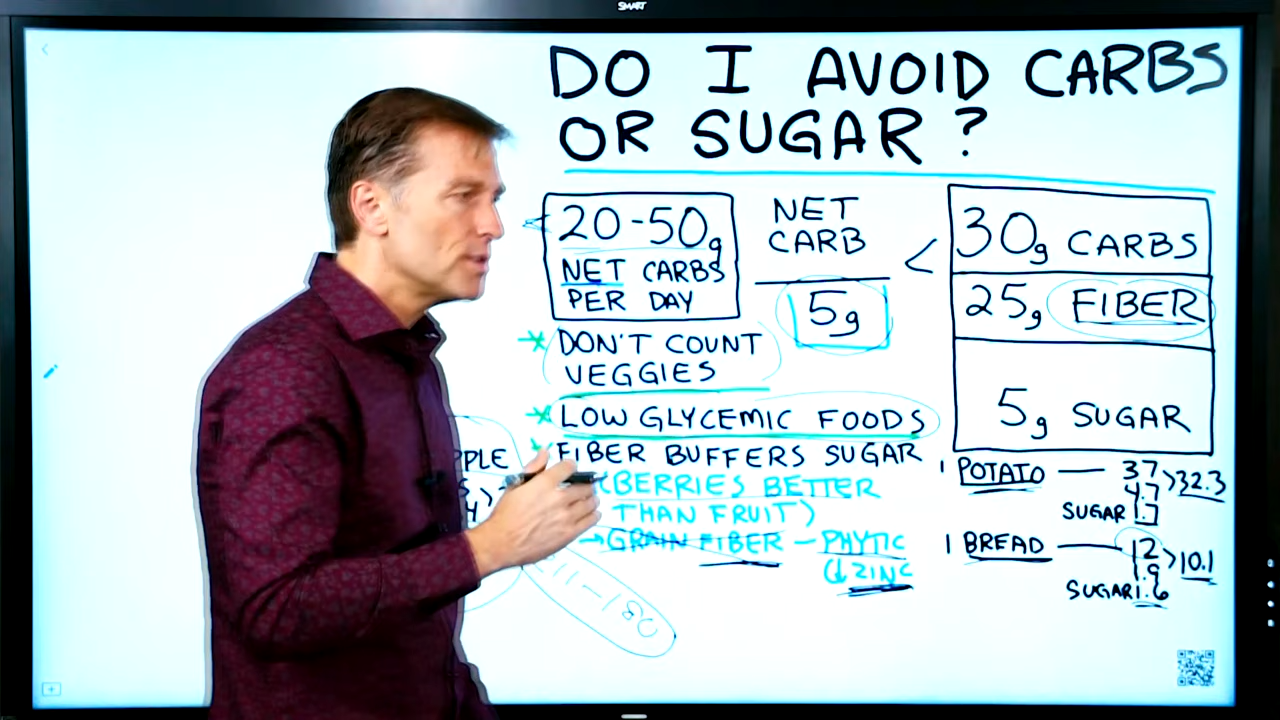 SMART
DO I AVOID CARBS
OR SUGAR?
20-50g
NET CARBS
PER DAY
NET
CARB
5g
<
30g CARBS
25g FIBER
5g SUGAR
* DON'T COUNT
VEGGIES
* LOW GLYCEMIC FOODS
* FIBER BUFFERS SUGAR
(BERRIES BETTER
THAN FRUIT)
→GRAIN FIBER — PHYTIC
(↓ZINC
PPLE
1 POTATO — 37
4.7 >32.3
SUGAR 1.7
1 BREAD — 12
1.9 >10.1
SUGAR 1.6